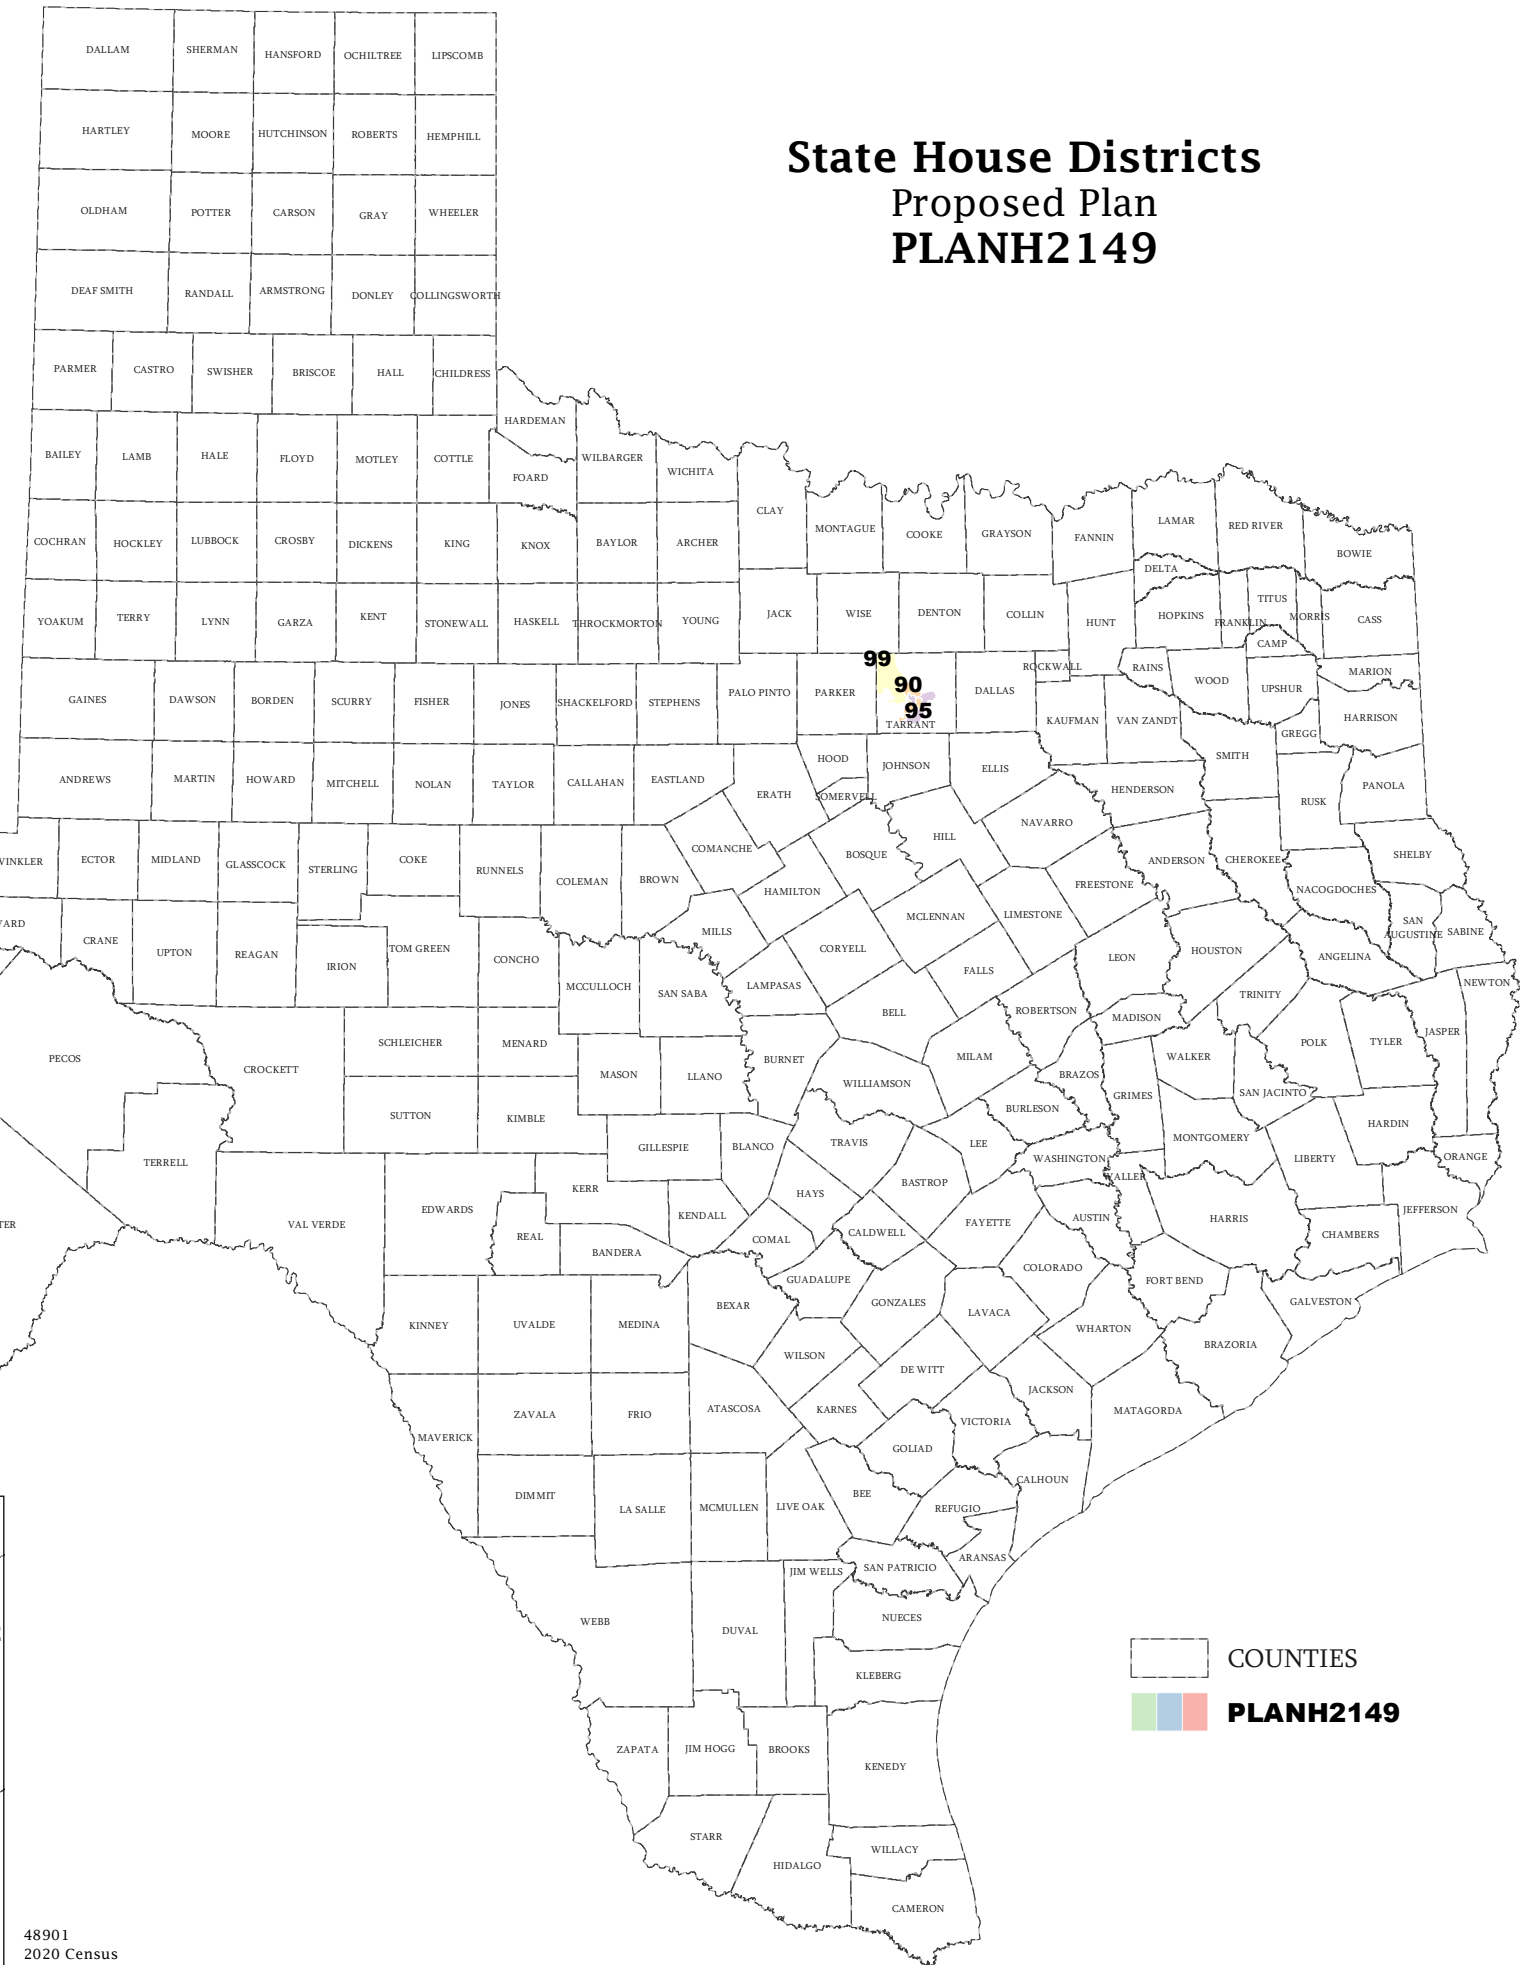 State House Districts
Proposed Plan
PLANH2149
DALLAM
SHERMAN
HANSFORD
OCHILTREE
LIPSCOMB
HARTLEY
MOORE
HUTCHINSON
ROBERTS
HEMPHILL
OLDHAM
POTTER
CARSON
GRAY
WHEELER
DEAF SMITH
RANDALL
ARMSTRONG
DONLEY
COLLINGSWORTH
PARMER
CASTRO
SWISHER
BRISCOE
HALL
CHILDRESS
HARDEMAN
BAILEY
LAMB
HALE
FLOYD
MOTLEY
COTTLE
FOARD
WILBARGER
WICHITA
CLAY
MONTAGUE
COOKE
GRAYSON
FANNIN
LAMAR
RED RIVER
BOWIE
DELTA
COCHRAN
HOCKLEY
LUBBOCK
CROSBY
DICKENS
KING
KNOX
BAYLOR
ARCHER
YOAKUM
TERRY
LYNN
GARZA
KENT
STONEWALL
HASKELL
THROCKMORTON
YOUNG
JACK
WISE
DENTON
COLLIN
HUNT
HOPKINS
FRANKLIN
TITUS
MORRIS
CASS
CAMP
99
90
95
GAINES
DAWSON
BORDEN
SCURRY
FISHER
JONES
SHACKELFORD
STEPHENS
PALO PINTO
PARKER
TARRANT
DALLAS
ROCKWALL
RAINS
WOOD
UPSHUR
MARION
HARRISON
KAUFMAN
VAN ZANDT
GREGG
SMITH
ANDREWS
MARTIN
HOWARD
MITCHELL
NOLAN
TAYLOR
CALLAHAN
EASTLAND
ERATH
HOOD
SOMERVELL
JOHNSON
ELLIS
HENDERSON
RUSK
PANOLA
NAVARRO
HILL
BOSQUE
COMANCHE
WINKLER
ECTOR
MIDLAND
GLASSCOCK
STERLING
COKE
RUNNELS
COLEMAN
BROWN
HAMILTON
ANDERSON
CHEROKEE
SHELBY
NACOGDOCHES
FREESTONE
LIMESTONE
MCLENNAN
MILLS
CORYELL
SAN
AUGUSTINE
SABINE
ARD
CRANE
UPTON
REAGAN
IRION
TOM GREEN
CONCHO
MCCULLOCH
SAN SABA
LAMPASAS
FALLS
LEON
HOUSTON
ANGELINA
TRINITY
NEWTON
BELL
ROBERTSON
MADISON
POLK
TYLER
JASPER
PECOS
CROCKETT
SCHLEICHER
MENARD
MASON
LLANO
BURNET
WILLIAMSON
MILAM
BRAZOS
WALKER
SAN JACINTO
GRIMES
SUTTON
KIMBLE
GILLESPIE
BLANCO
TRAVIS
LEE
BURLESON
WASHINGTON
MONTGOMERY
HARDIN
LIBERTY
ORANGE
TERRELL
KERR
HAYS
BASTROP
WALLER
JEFFERSON
TER
VAL VERDE
EDWARDS
REAL
BANDERA
KENDALL
COMAL
CALDWELL
FAYETTE
AUSTIN
HARRIS
CHAMBERS
COLORADO
FORT BEND
GALVESTON
GUADALUPE
BEXAR
GONZALES
LAVACA
WHARTON
BRAZORIA
KINNEY
UVALDE
MEDINA
WILSON
DE WITT
JACKSON
MATAGORDA
MAVERICK
ZAVALA
FRIO
ATASCOSA
KARNES
VICTORIA
GOLIAD
CALHOUN
DIMMIT
LA SALLE
MCMULLEN
LIVE OAK
BEE
REFUGIO
ARANSAS
SAN PATRICIO
JIM WELLS
WEBB
DUVAL
NUECES
KLEBERG
ZAPATA
JIM HOGG
BROOKS
KENEDY
STARR
HIDALGO
WILLACY
CAMERON
COUNTIES
PLANH2149
48901
2020 Census